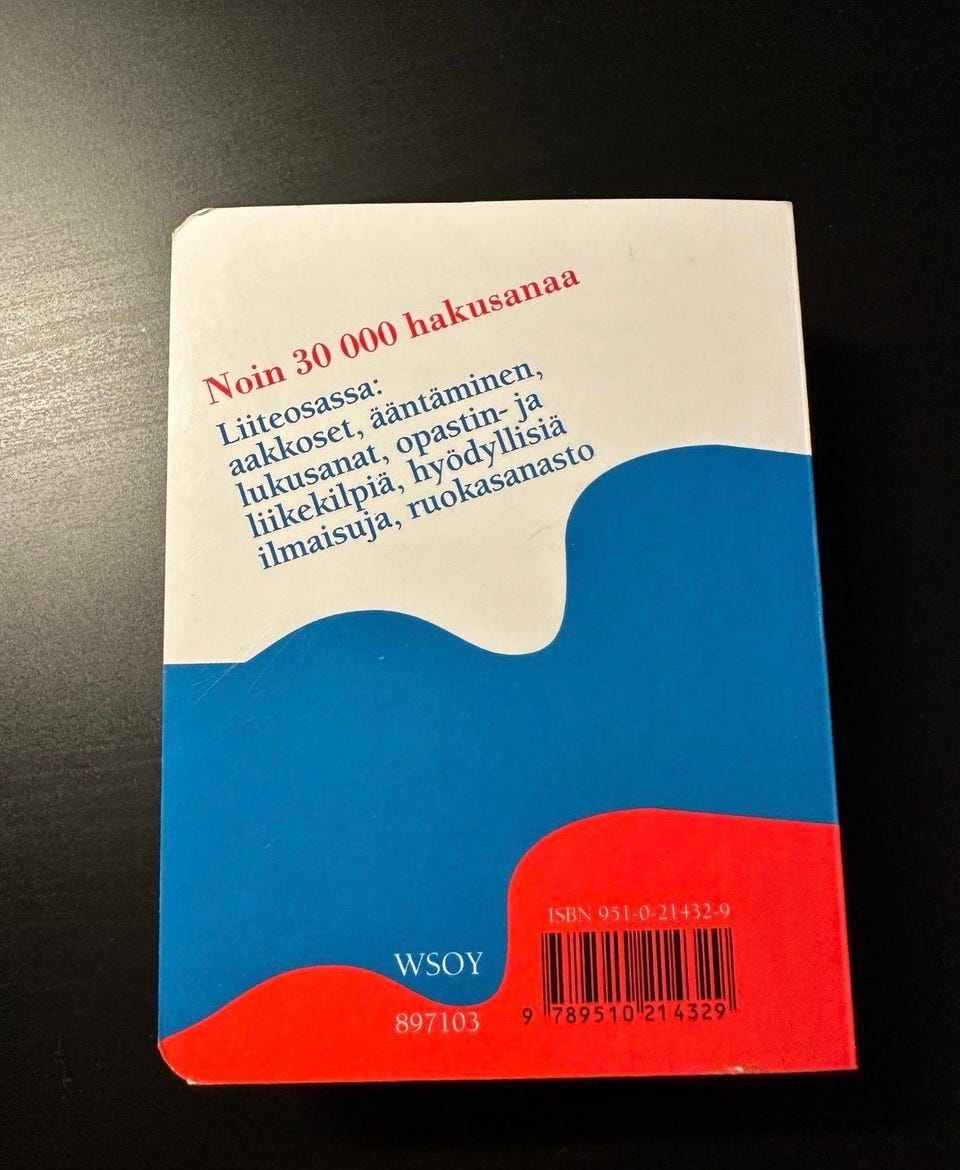 Noin 30 000 hakusanaa
Liiteosassa:
aakkoset, ääntäminen,
lukusanat, opastin- ja
liikekilpiä, hyödyllisiä
ilmaisuja, ruokasanasto
ISBN 951-0-21432-9
WSOY
897103
9 789510 214329